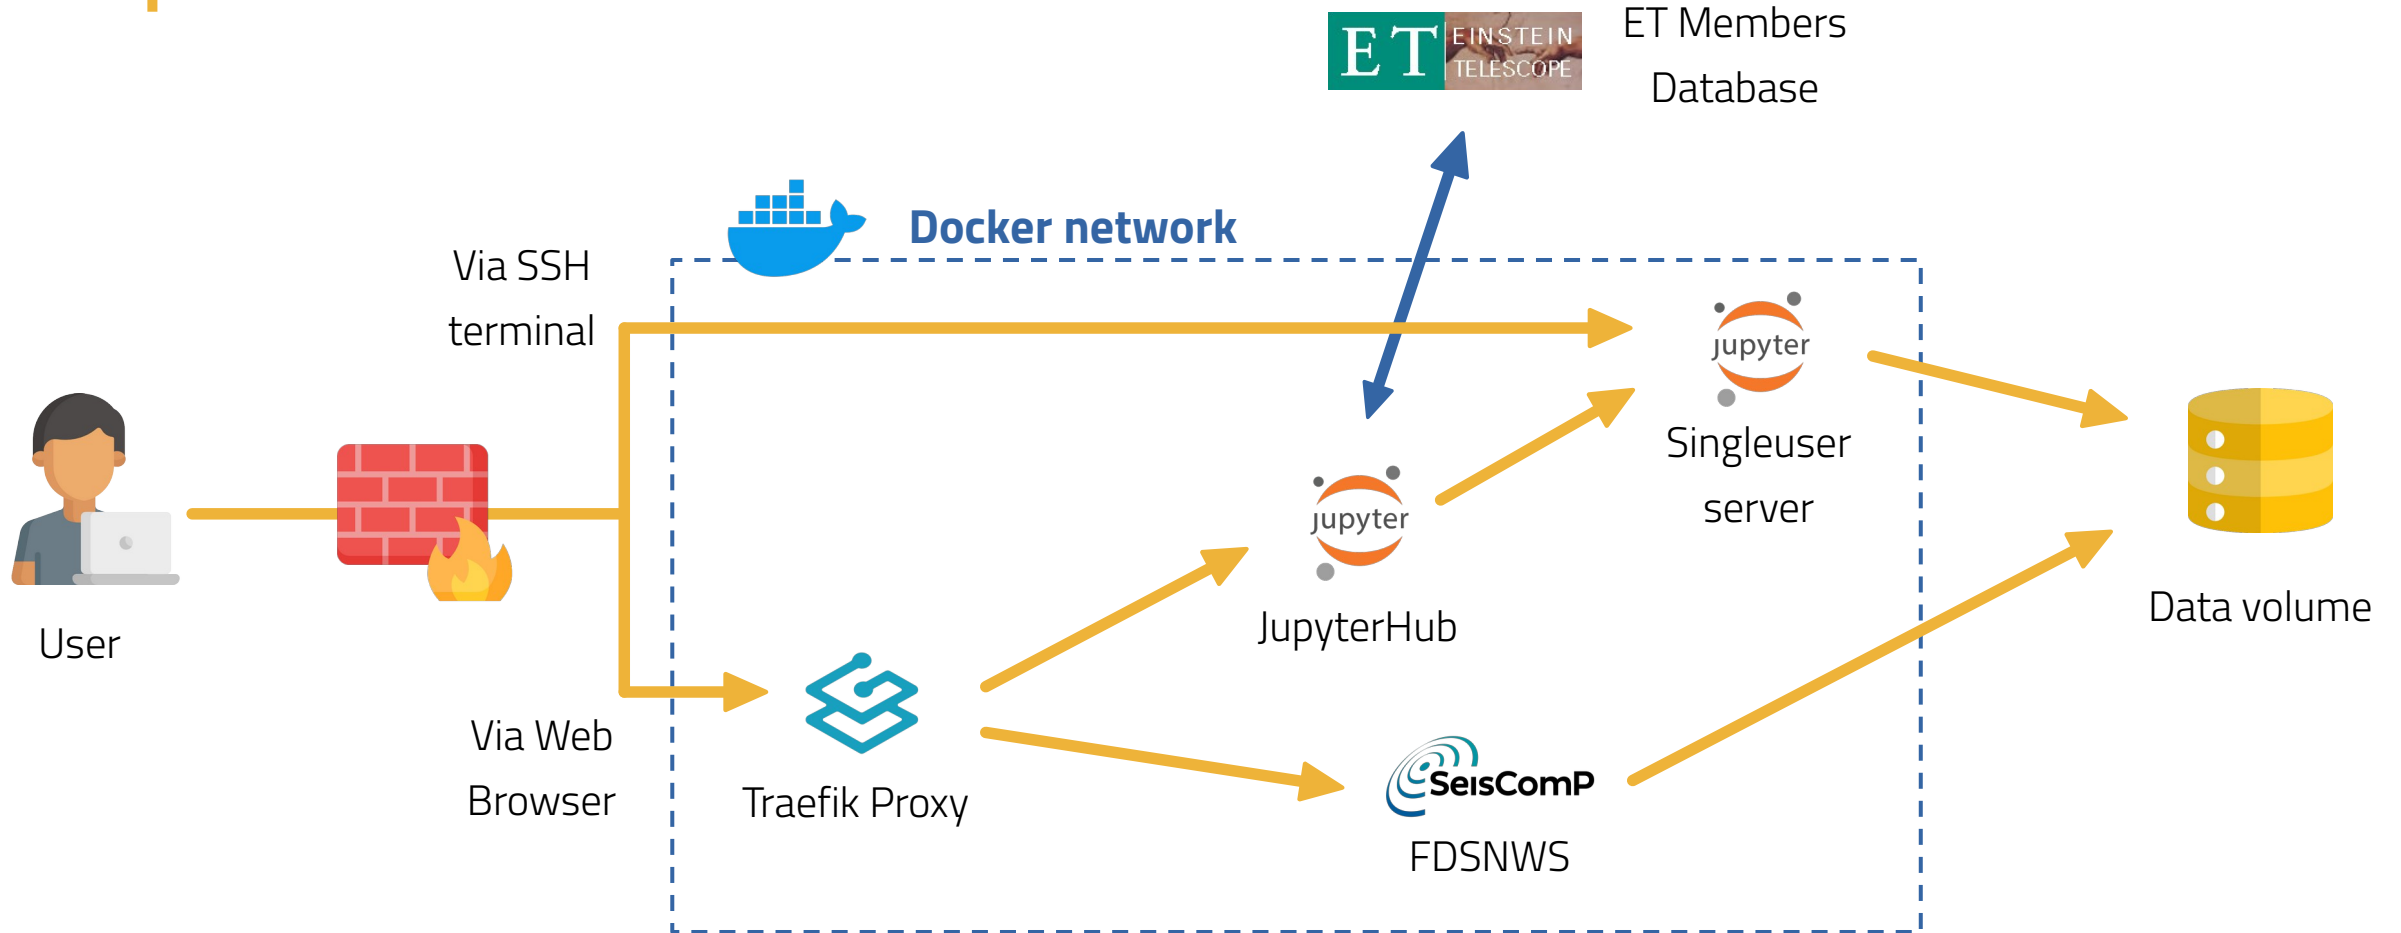 ET EINSTEIN
TELESCOPE
ET Members
Database
Docker network
Via SSH
terminal
jupyter
Singleuser
server
jupyter
JupyterHub
User
Data volume
Via Web
Browser
Traefik Proxy
SeisComP
FDSNWS